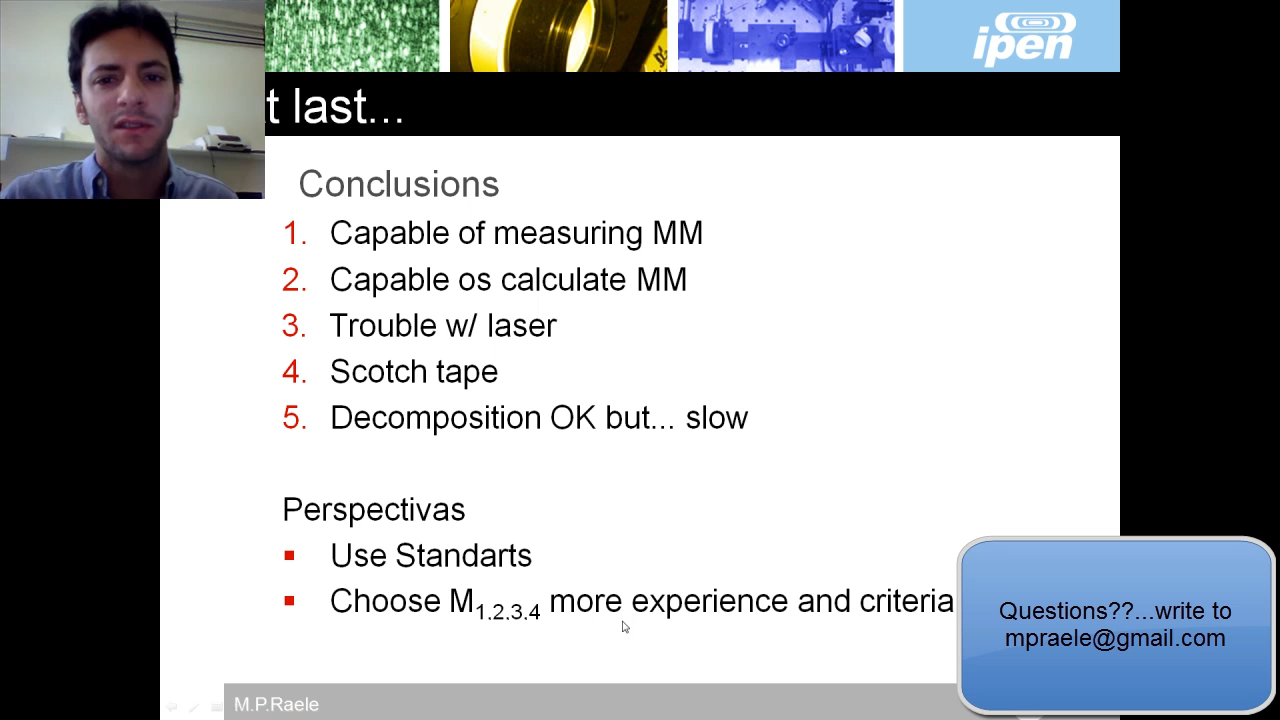 ipen
t last...
Conclusions
1. Capable of measuring MM
2. Capable os calculate MM
3. Trouble w/ laser
4. Scotch tape
5. Decomposition OK but... slow
Perspectivas
▪ Use Standarts
▪ Choose M1,2,3,4 more experience and criteria
Questions??...write to
mpraele@gmail.com
M.P.Raele